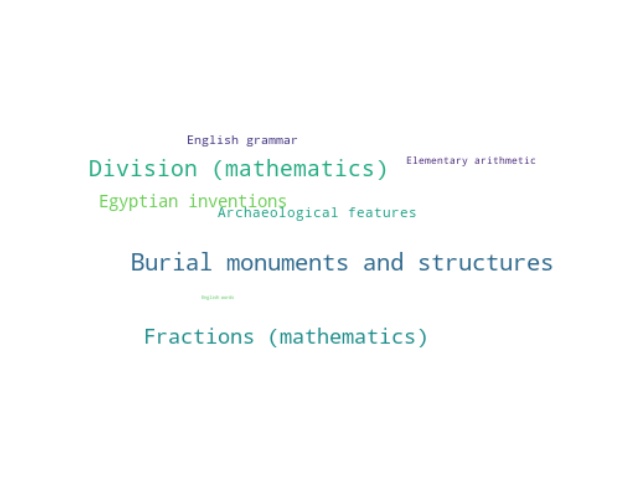 English grammar
Elementary arithmetic
Division (mathematics)
Egyptian inventions
Archaeological features
Burial monuments and structures
English words
Fractions (mathematics)